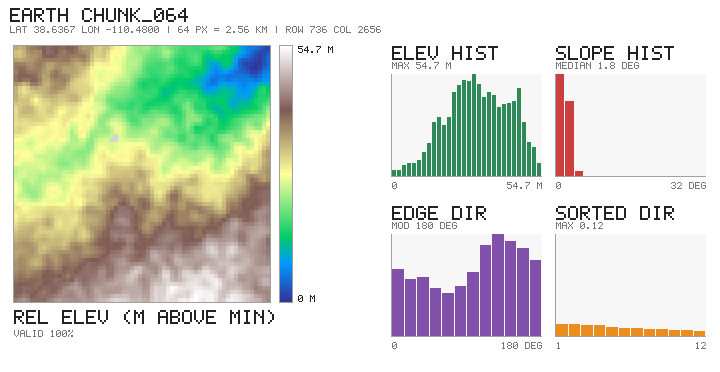 EARTH CHUNK_064
LAT 38.6367 LON -110.4800 | 64 PX = 2.56 KM | ROW 736 COL 2656
54.7 M
0 M
REL ELEV (M ABOVE MIN)
VALID 100%
ELEV HIST
MAX 54.7 M
0 54.7 M
SLOPE HIST
MEDIAN 1.8 DEG
0 32 DEG
EDGE DIR
MOD 180 DEG
0 180 DEG
SORTED DIR
MAX 0.12
1 12